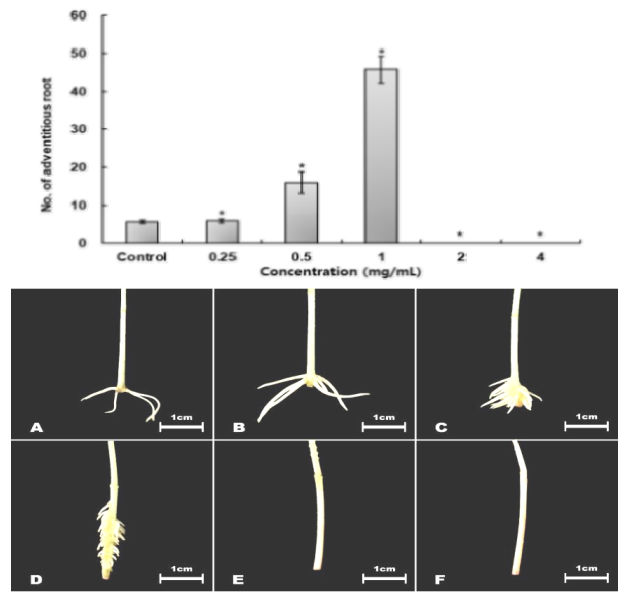 60
50
40
30
20
10
0
No. of adventitious root
*
*
*
*
*
Control 0.25 0.5 1 2 4
Concentration (mg/mL)
A 1cm
B 1cm
C 1cm
D 1cm
E 1cm
F 1cm